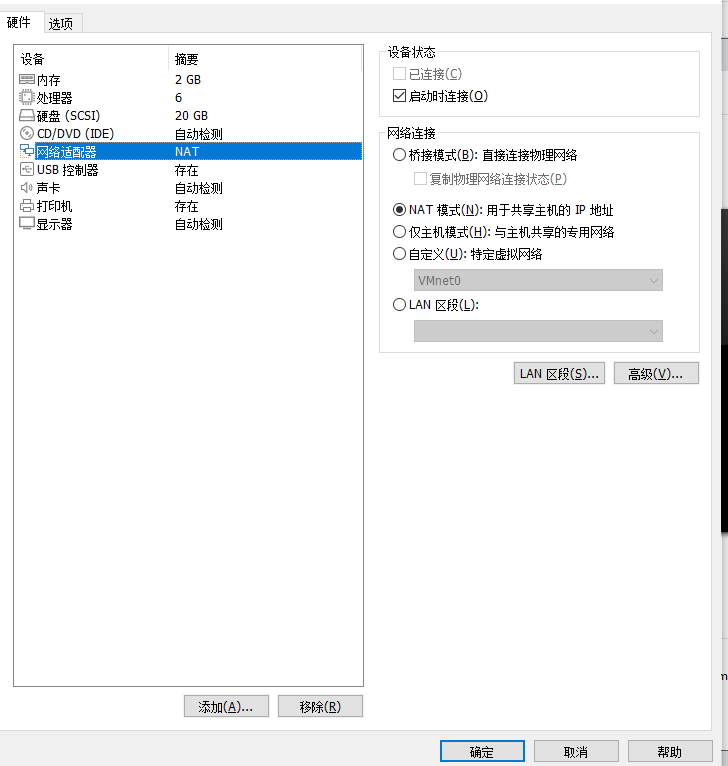 硬件 选项
设备 摘要
内存 2 GB
处理器 6
硬盘 (SCSI) 20 GB
CD/DVD (IDE) 自动检测
网络适配器 NAT
USB 控制器 存在
声卡 自动检测
打印机 存在
显示器 自动检测
添加(A)... 移除(R)
设备状态
已连接(C)
启动时连接(O)
网络连接
桥接模式(B): 直接连接物理网络
复制物理网络连接状态(P)
NAT 模式(N): 用于共享主机的 IP 地址
仅主机模式(H): 与主机共享的专用网络
自定义(U): 特定虚拟网络
VMnet0
LAN 区段(L):
LAN 区段(S)... 高级(V)...
确定 取消 帮助